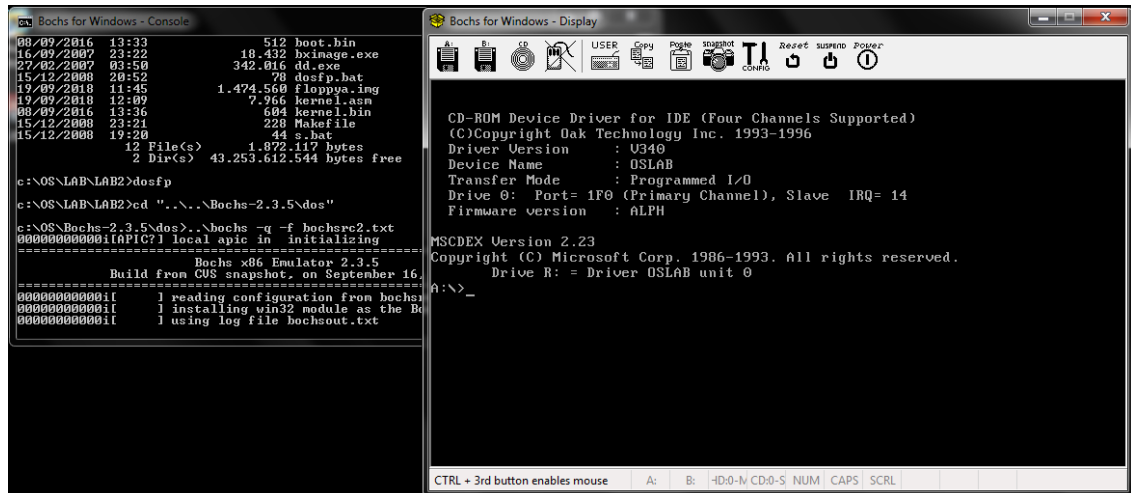 Bochs for Windows - Console
08/09/2016 13:33 512 boot.bin
16/09/2007 23:22 18.432 bximage.exe
27/02/2007 03:50 342.016 dd.exe
15/12/2008 20:52 78 dosfp.bat
19/09/2018 11:45 1.474.560 floppya.img
19/09/2018 12:09 7.966 kernel.asm
08/09/2016 13:36 604 kernel.bin
15/12/2008 23:21 228 Makefile
15/12/2008 19:20 44 s.bat
12 File(s) 1.872.117 bytes
2 Dir(s) 43.253.612.544 bytes free
c:\OS\LAB\LAB2>dosfp
c:\OS\LAB\LAB2>cd "..\..\Bochs-2.3.5\dos"
c:\OS\Bochs-2.3.5\dos>..\bochs -q -f bochsrc2.txt
00000000000i[APIC?] local apic in initializing
========================================================================
Bochs x86 Emulator 2.3.5
Build from CVS snapshot, on September 16,
========================================================================
00000000000i[ ] reading configuration from bochsr
00000000000i[ ] installing win32 module as the Bo
00000000000i[ ] using log file bochsout.txt
Bochs for Windows - Display
A: B: CD USER Copy Paste snapshot CONFIG Reset SUSPEND Power
CD-ROM Device Driver for IDE (Four Channels Supported)
(C)Copyright Oak Technology Inc. 1993-1996
Driver Version : V340
Device Name : OSLAB
Transfer Mode : Programmed I/O
Drive 0: Port= 1F0 (Primary Channel), Slave IRQ= 14
Firmware version : ALPH
MSCDEX Version 2.23
Copyright (C) Microsoft Corp. 1986-1993. All rights reserved.
Drive R: = Driver OSLAB unit 0
A:\>_
CTRL + 3rd button enables mouse A: B: HD:0-M CD:0-S NUM CAPS SCRL